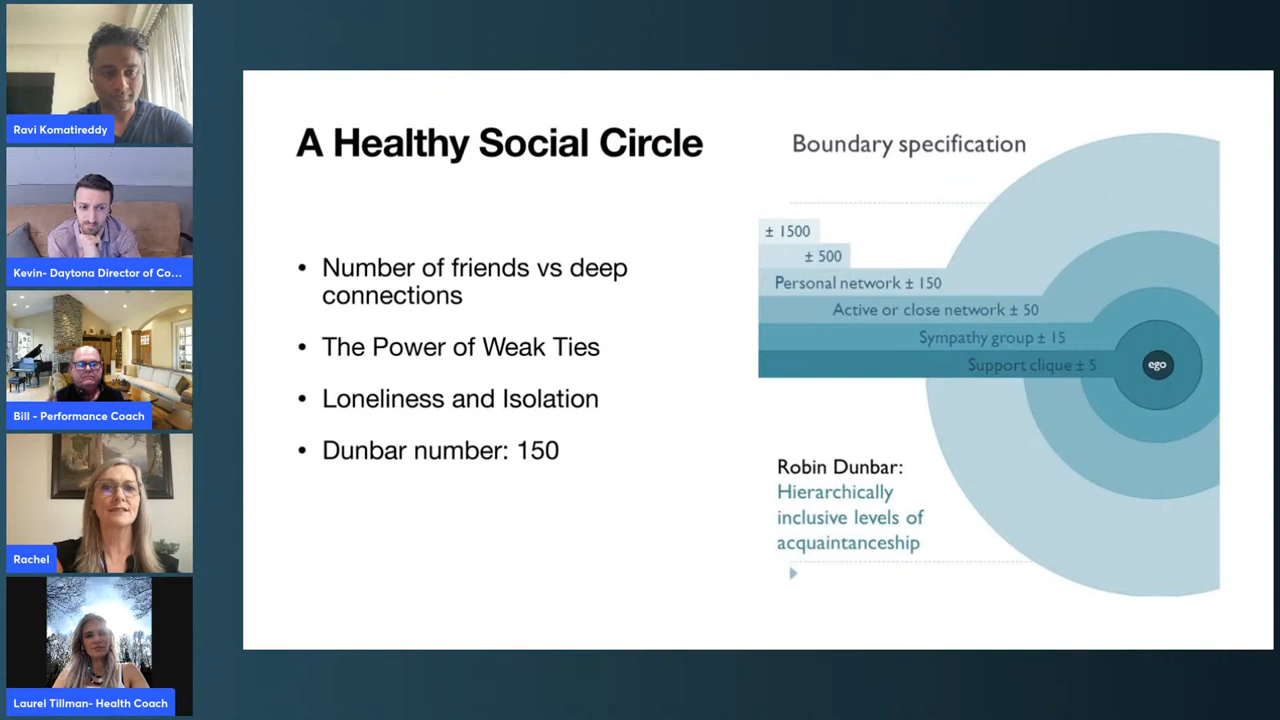 Ravi Komatireddy
Kevin- Daytona Director of Co...
Bill - Performance Coach
Rachel
Laurel Tillman- Health Coach
A Healthy Social Circle
• Number of friends vs deep
connections
• The Power of Weak Ties
• Loneliness and Isolation
• Dunbar number: 150
Boundary specification
± 1500
± 500
Personal network ± 150
Active or close network ± 50
Sympathy group ± 15
Support clique ± 5
ego
Robin Dunbar:
Hierarchically
inclusive levels of
acquaintanceship